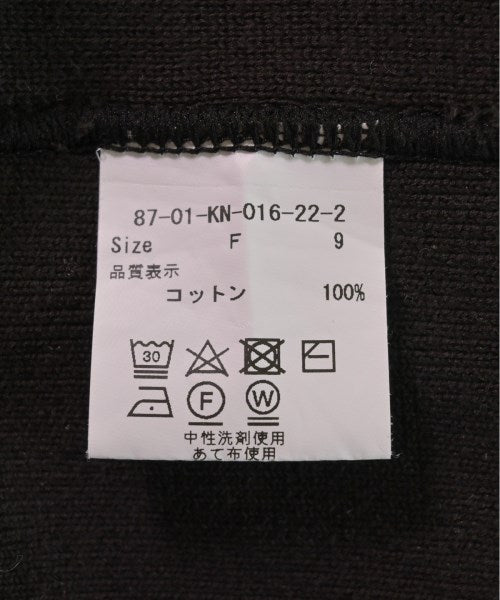 87-01-KN-016-22-2
Size F 9
品質表示
コットン 100%
30
F W
中性洗剤使用
あて布使用